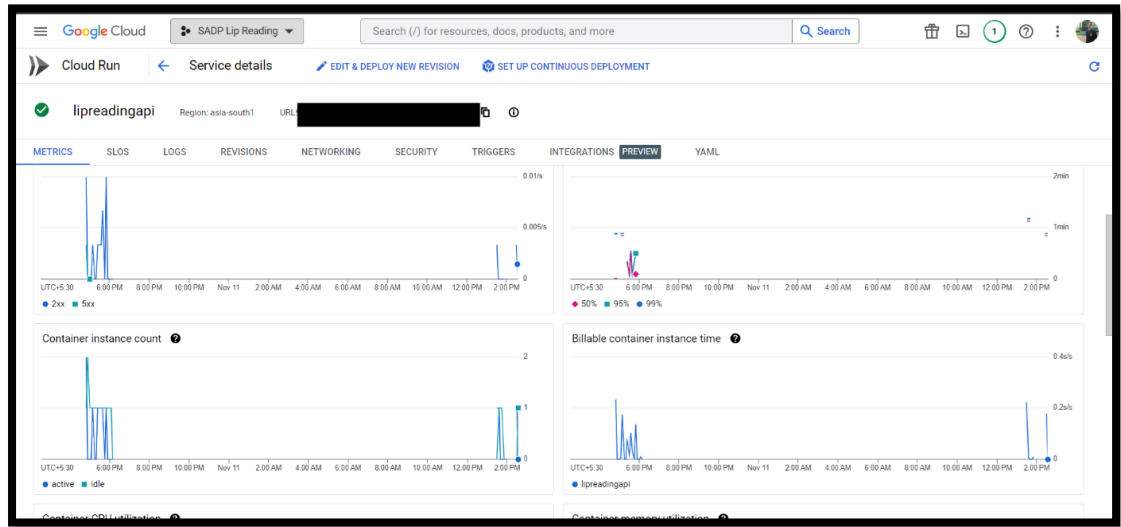 Google Cloud SADP Lip Reading Search (/) for resources, docs, products, and more Search 1
Cloud Run Service details EDIT & DEPLOY NEW REVISION SET UP CONTINUOUS DEPLOYMENT
lipreadingapi Region: asia-south1 URL:
METRICS SLOS LOGS REVISIONS NETWORKING SECURITY TRIGGERS INTEGRATIONS PREVIEW YAML
0.01/s
0.005/s
0
UTC+5:30 6:00 PM 8:00 PM 10:00 PM Nov 11 2:00 AM 4:00 AM 6:00 AM 8:00 AM 10:00 AM 12:00 PM 2:00 PM
2xx 5xx
2min
1min
0
UTC+5:30 6:00 PM 8:00 PM 10:00 PM Nov 11 2:00 AM 4:00 AM 6:00 AM 8:00 AM 10:00 AM 12:00 PM 2:00 PM
50% 95% 99%
Container instance count
2
1
0
UTC+5:30 6:00 PM 8:00 PM 10:00 PM Nov 11 2:00 AM 4:00 AM 6:00 AM 8:00 AM 10:00 AM 12:00 PM 2:00 PM
active idle
Billable container instance time
0.4s/s
0.2s/s
0
UTC+5:30 6:00 PM 8:00 PM 10:00 PM Nov 11 2:00 AM 4:00 AM 6:00 AM 8:00 AM 10:00 AM 12:00 PM 2:00 PM
lipreadingapi
Container CPU utilization
Container memory utilization